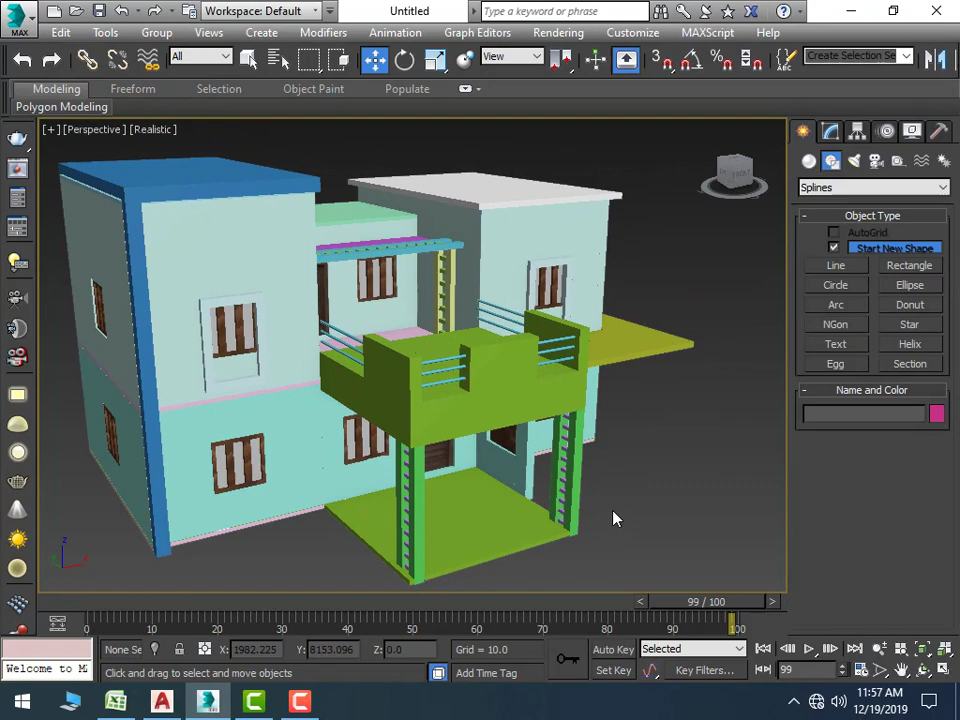 Workspace: Default
Untitled
Type a keyword or phrase
MAX
Edit Tools Group Views Create Modifiers Animation Graph Editors Rendering Customize MAXScript Help
All
View
3
Create Selection Se
Modeling Freeform Selection Object Paint Populate
Polygon Modeling
[+] [Perspective] [Realistic]
FRONT
Splines
- Object Type
AutoGrid
Start New Shape
Line Rectangle
Circle Ellipse
Arc Donut
NGon Star
Text Helix
Egg Section
- Name and Color
z
x
< 99 / 100 >
0 10 20 30 40 50 60 70 80 90 100
None Se X: 1982.225 Y: 8153.096 Z: 0.0 Grid = 10.0 Auto Key Selected
Welcome to M Click and drag to select and move objects Add Time Tag Set Key Key Filters... 99
11:57 AM
12/19/2019